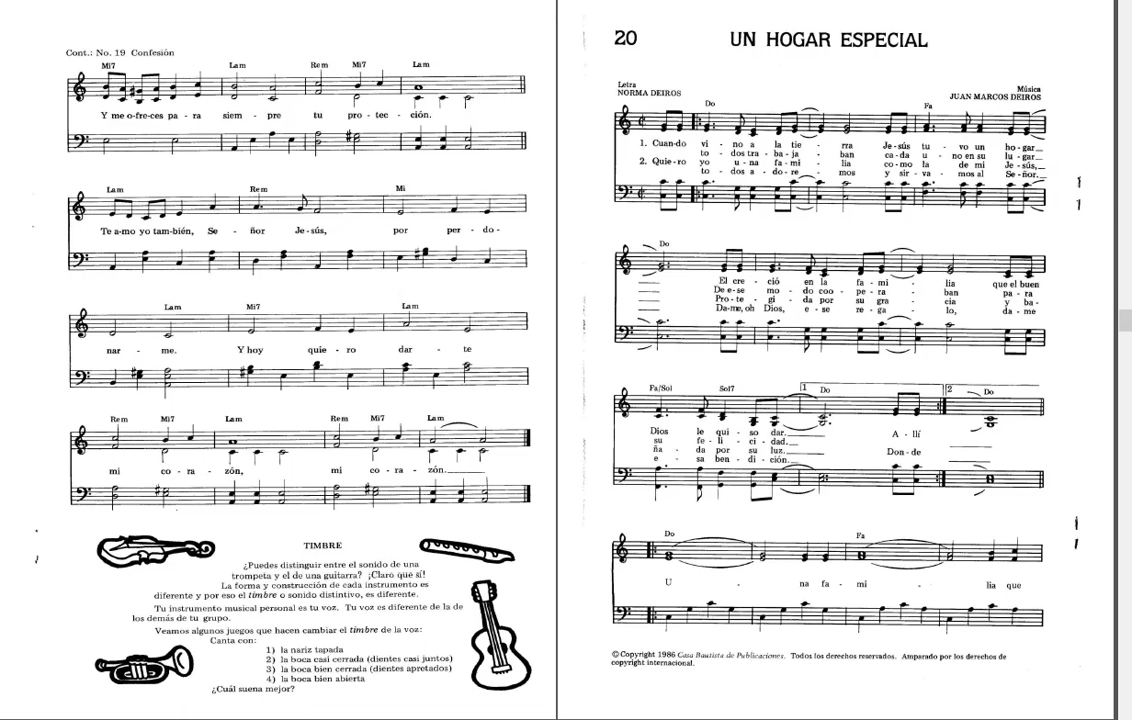 Cont.: No. 19 Confesión
Mi7 Lam Rem Mi7 Lam
Y me o-fre-ces pa - ra siem - pre tu pro - tec - ción.
Lam Rem Mi
Te a-mo yo tam-bién, Se - ñor Je-sús, por per - do -
Lam Mi7 Lam
nar - me. Y hoy quie - ro dar - te
Rem Mi7 Lam Rem Mi7 Lam
mi co - ra - zón, mi co - ra - zón.
TIMBRE
¿Puedes distinguir entre el sonido de una
trompeta y el de una guitarra? ¡Claro que sí!
La forma y construcción de cada instrumento es
diferente y por eso el timbre o sonido distintivo, es diferente.
Tu instrumento musical personal es tu voz. Tu voz es diferente de la de
los demás de tu grupo.
Veamos algunos juegos que hacen cambiar el timbre de la voz:
Canta con:
1) la nariz tapada
2) la boca casi cerrada (dientes casi juntos)
3) la boca bien cerrada (dientes apretados)
4) la boca bien abierta
¿Cuál suena mejor?
20 UN HOGAR ESPECIAL
Letra
NORMA DEIROS
Música
JUAN MARCOS DEIROS
Do Fa
1. Cuan-do vi - no a la tie - rra Je-sús tu - vo un ho-gar
to - dos tra - ba - ja - ban ca-da u - no en su lu - gar
2. Quie-ro yo u - na fa - mi - lia co-mo la de mi Je-sús,
to - dos a - do - re - mos y sir - va - mos al Se-ñor.
Do
El cre - ció en la fa - mi - lia que el buen
De e-se mo - do coo - pe - ra - ban pa - ra
Pro-te - gi - da por su gra - cia y ba -
Da-me, oh Dios, e - se re - ga - lo, da - me
Fa/Sol Sol7 1 Do 2 Do
Dios le qui - so dar. A - llí
su fe - li - ci - dad.
ña - da por su luz. Don - de
e - sa ben - di - ción.
Do Fa
U - na fa - mi - lia que
© Copyright 1986 Casa Bautista de Publicaciones. Todos los derechos reservados. Amparado por los derechos de
copyright internacional.